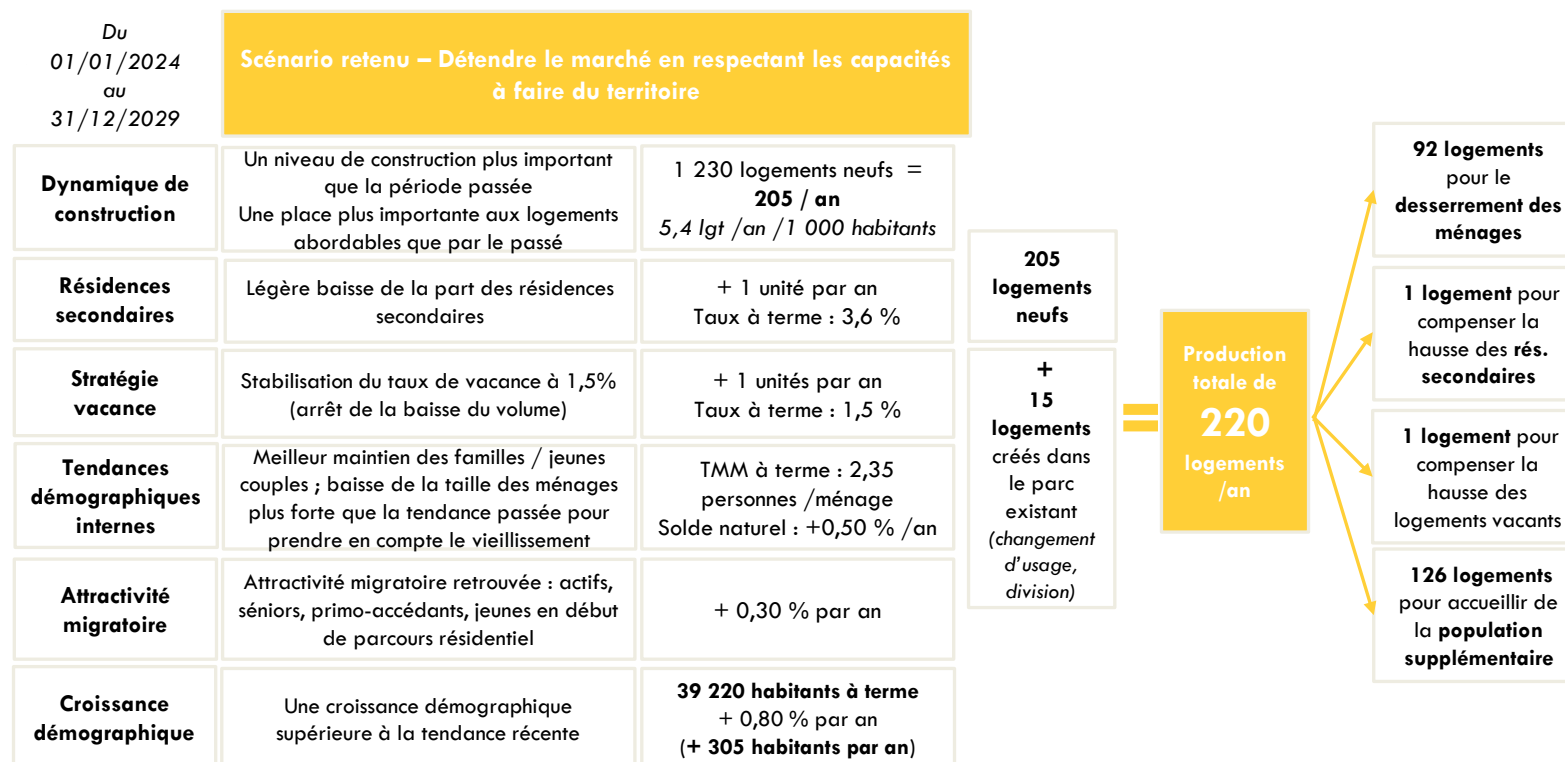 Du
01/01/2024
au
31/12/2029
Scénario retenu – Détendre le marché en respectant les capacités
à faire du territoire
Dynamique de
construction
Un niveau de construction plus important
que la période passée
Une place plus importante aux logements
abordables que par le passé
1 230 logements neufs =
205 / an
5,4 lgt /an /1 000 habitants
Résidences
secondaires
Légère baisse de la part des résidences
secondaires
+ 1 unité par an
Taux à terme : 3,6 %
Stratégie
vacance
Stabilisation du taux de vacance à 1,5%
(arrêt de la baisse du volume)
+ 1 unités par an
Taux à terme : 1,5 %
Tendances
démographiques
internes
Meilleur maintien des familles / jeunes
couples ; baisse de la taille des ménages
plus forte que la tendance passée pour
prendre en compte le vieillissement
TMM à terme : 2,35
personnes /ménage
Solde naturel : +0,50 % /an
Attractivité
migratoire
Attractivité migratoire retrouvée : actifs,
séniors, primo-accédants, jeunes en début
de parcours résidentiel
+ 0,30 % par an
Croissance
démographique
Une croissance démographique
supérieure à la tendance récente
39 220 habitants à terme
+ 0,80 % par an
(+ 305 habitants par an)
205
logements
neufs
+
15
logements
créés dans
le parc
existant
(changement
d'usage,
division)
=
Production
totale de
220
logements
/an
92 logements
pour le
desserrement des
ménages
1 logement pour
compenser la
hausse des rés.
secondaires
1 logement pour
compenser la
hausse des
logements vacants
126 logements
pour accueillir de
la population
supplémentaire